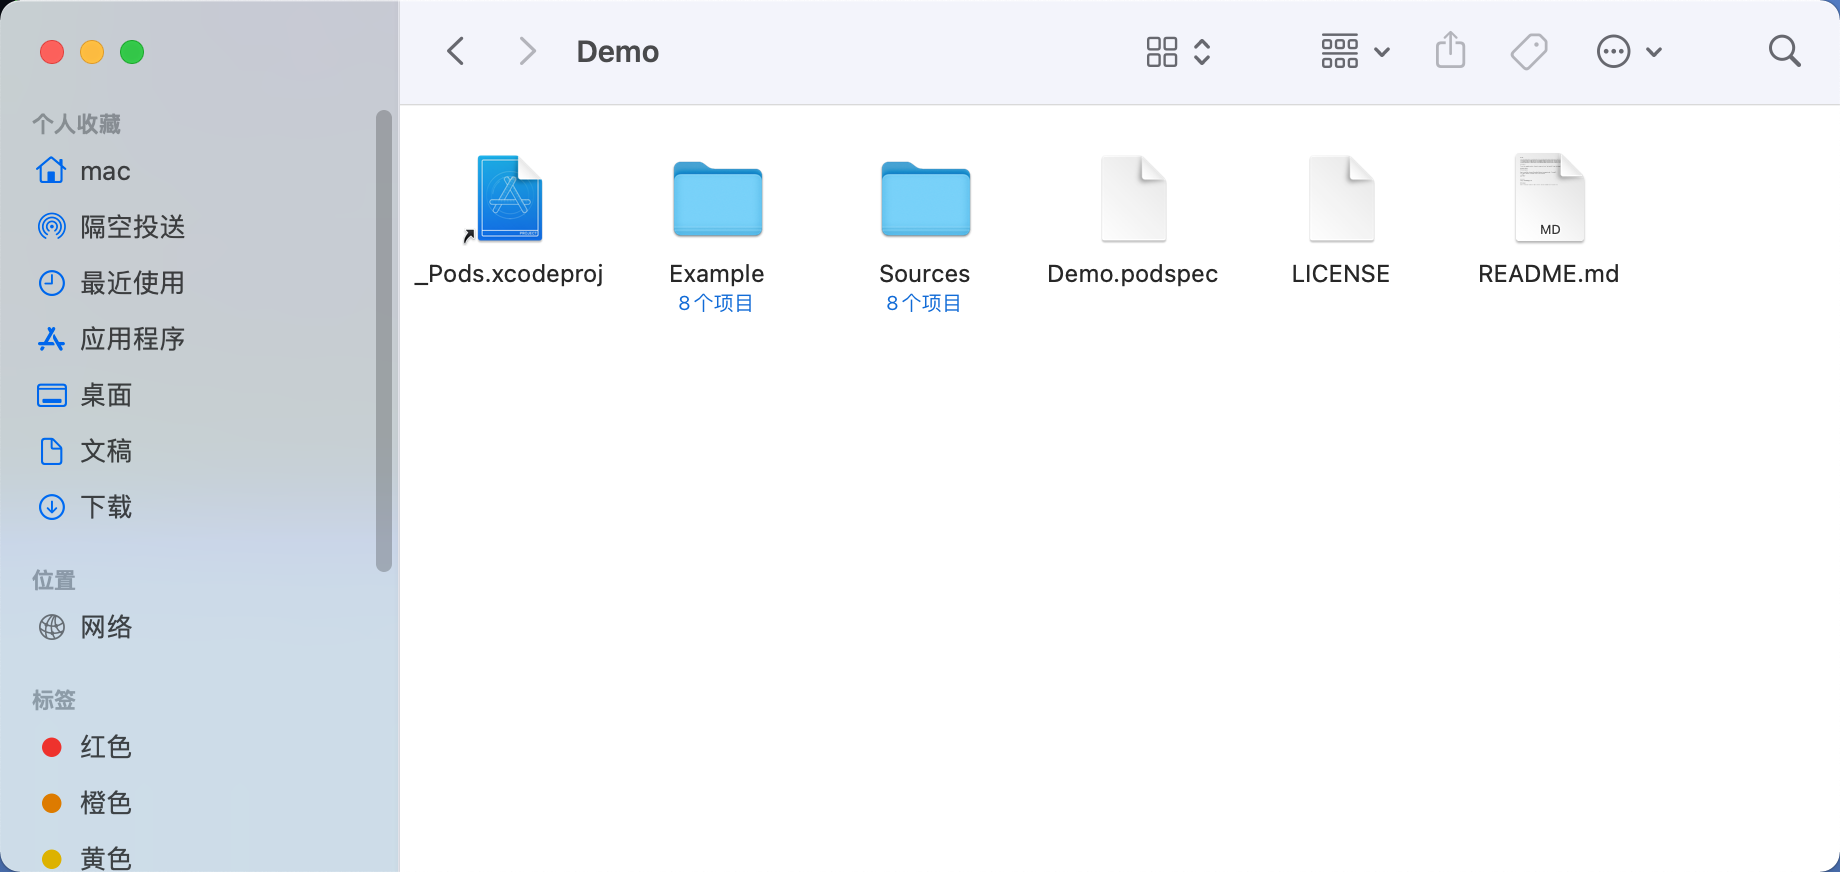 Demo
个人收藏
mac
隔空投送
最近使用
应用程序
桌面
文稿
下载
位置
网络
标签
红色
橙色
黄色
_Pods.xcodeproj
Example
8个项目
Sources
8个项目
Demo.podspec
LICENSE
MD
README.md